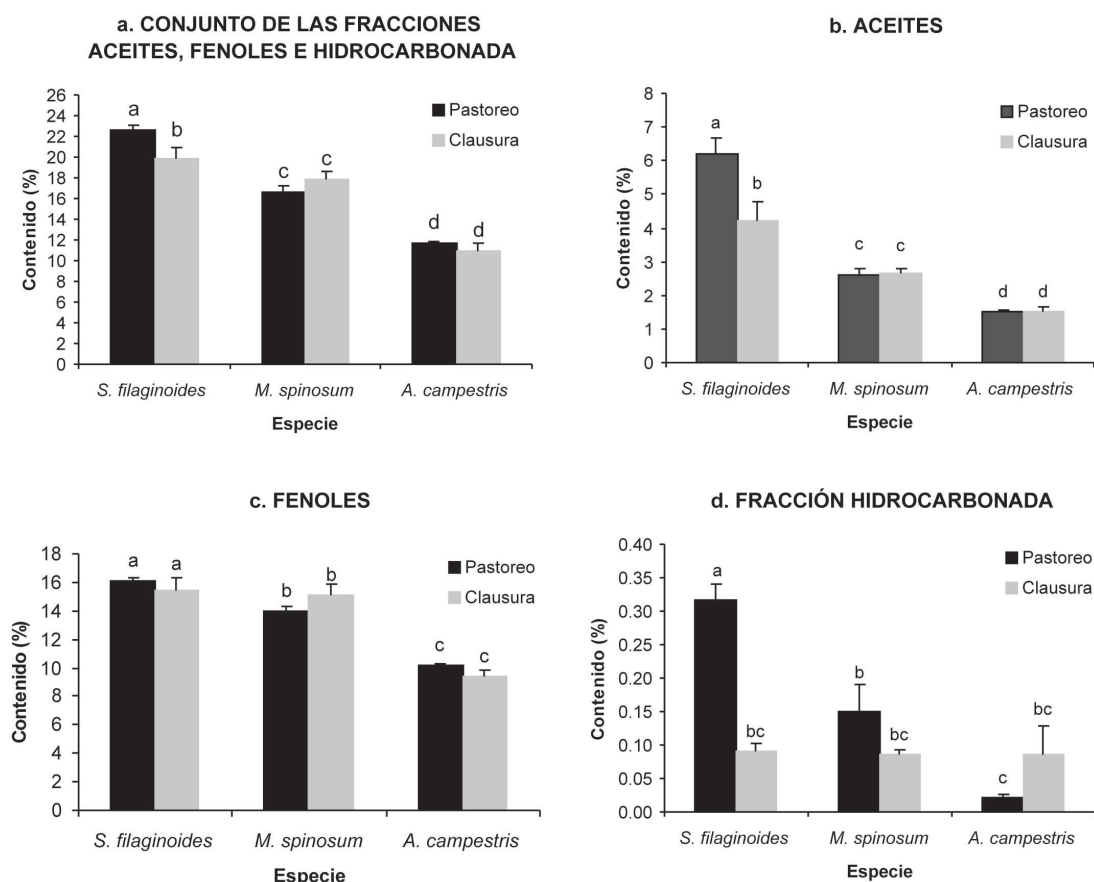 a. CONJUNTO DE LAS FRACCIONES
ACEITES, FENOLES E HIDROCARBONADA
Contenido (%)
26
24
22
20
18
16
14
12
10
8
6
4
2
0
a
b
c
c
d
d
Pastoreo
Clausura
S. filaginoides
M. spinosum
A. campestris
Especie
b. ACEITES
Contenido (%)
8
7
6
5
4
3
2
1
0
a
b
c
c
d
d
Pastoreo
Clausura
S. filaginoides
M. spinosum
A. campestris
Especie
c. FENOLES
Contenido (%)
18
16
14
12
10
8
6
4
2
0
a
a
b
b
c
c
Pastoreo
Clausura
S. filaginoides
M. spinosum
A. campestris
Especie
d. FRACCIÓN HIDROCARBONADA
Contenido (%)
0.40
0.35
0.30
0.25
0.20
0.15
0.10
0.05
0.00
a
bc
b
bc
c
bc
Pastoreo
Clausura
S. filaginoides
M. spinosum
A. campestris
Especie